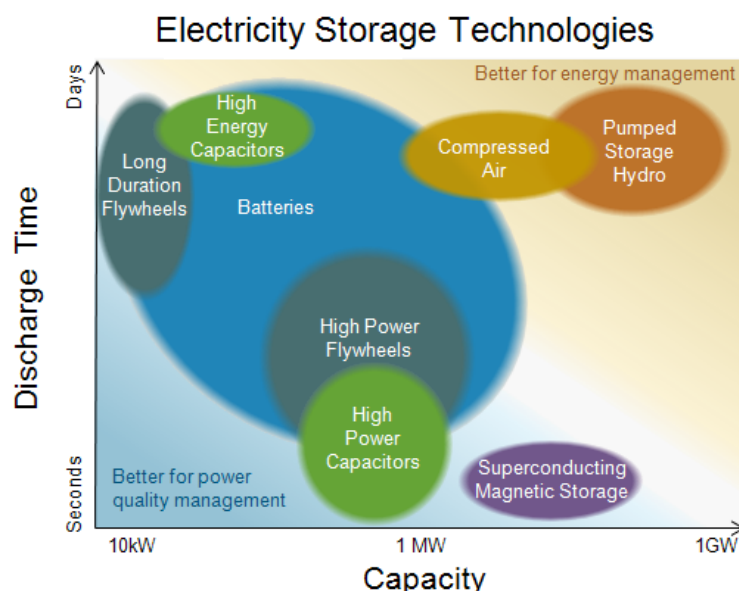 Electricity Storage Technologies
Days
Better for energy management
High
Energy
Capacitors
Pumped
Storage
Hydro
Compressed
Air
Long
Duration
Flywheels
Batteries
Discharge Time
High Power
Flywheels
High
Power
Capacitors
Superconducting
Magnetic Storage
Better for power
quality management
Seconds
10kW
1 MW
1GW
Capacity